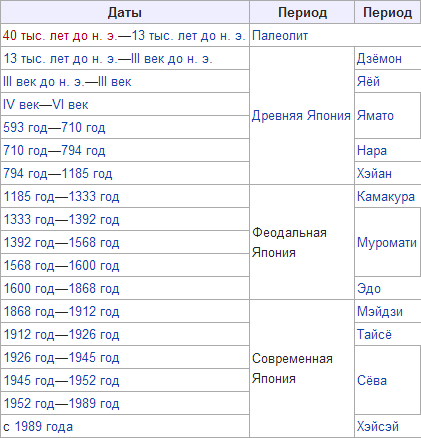 Даты Период Период
40 тыс. лет до н. э.—13 тыс. лет до н. э. Палеолит
13 тыс. лет до н. э.—III век до н. э. Древняя Япония Дзёмон
III век до н. э.—III век Яёй
IV век—VI век Ямато
593 год—710 год
710 год—794 год Нара
794 год—1185 год Хэйан
1185 год—1333 год Феодальная Япония Камакура
1333 год—1392 год Муромати
1392 год—1568 год
1568 год—1600 год
1600 год—1868 год Эдо
1868 год—1912 год Современная Япония Мэйдзи
1912 год—1926 год Тайсё
1926 год—1945 год Сёва
1945 год—1952 год
1952 год—1989 год
с 1989 года Хэйсэй